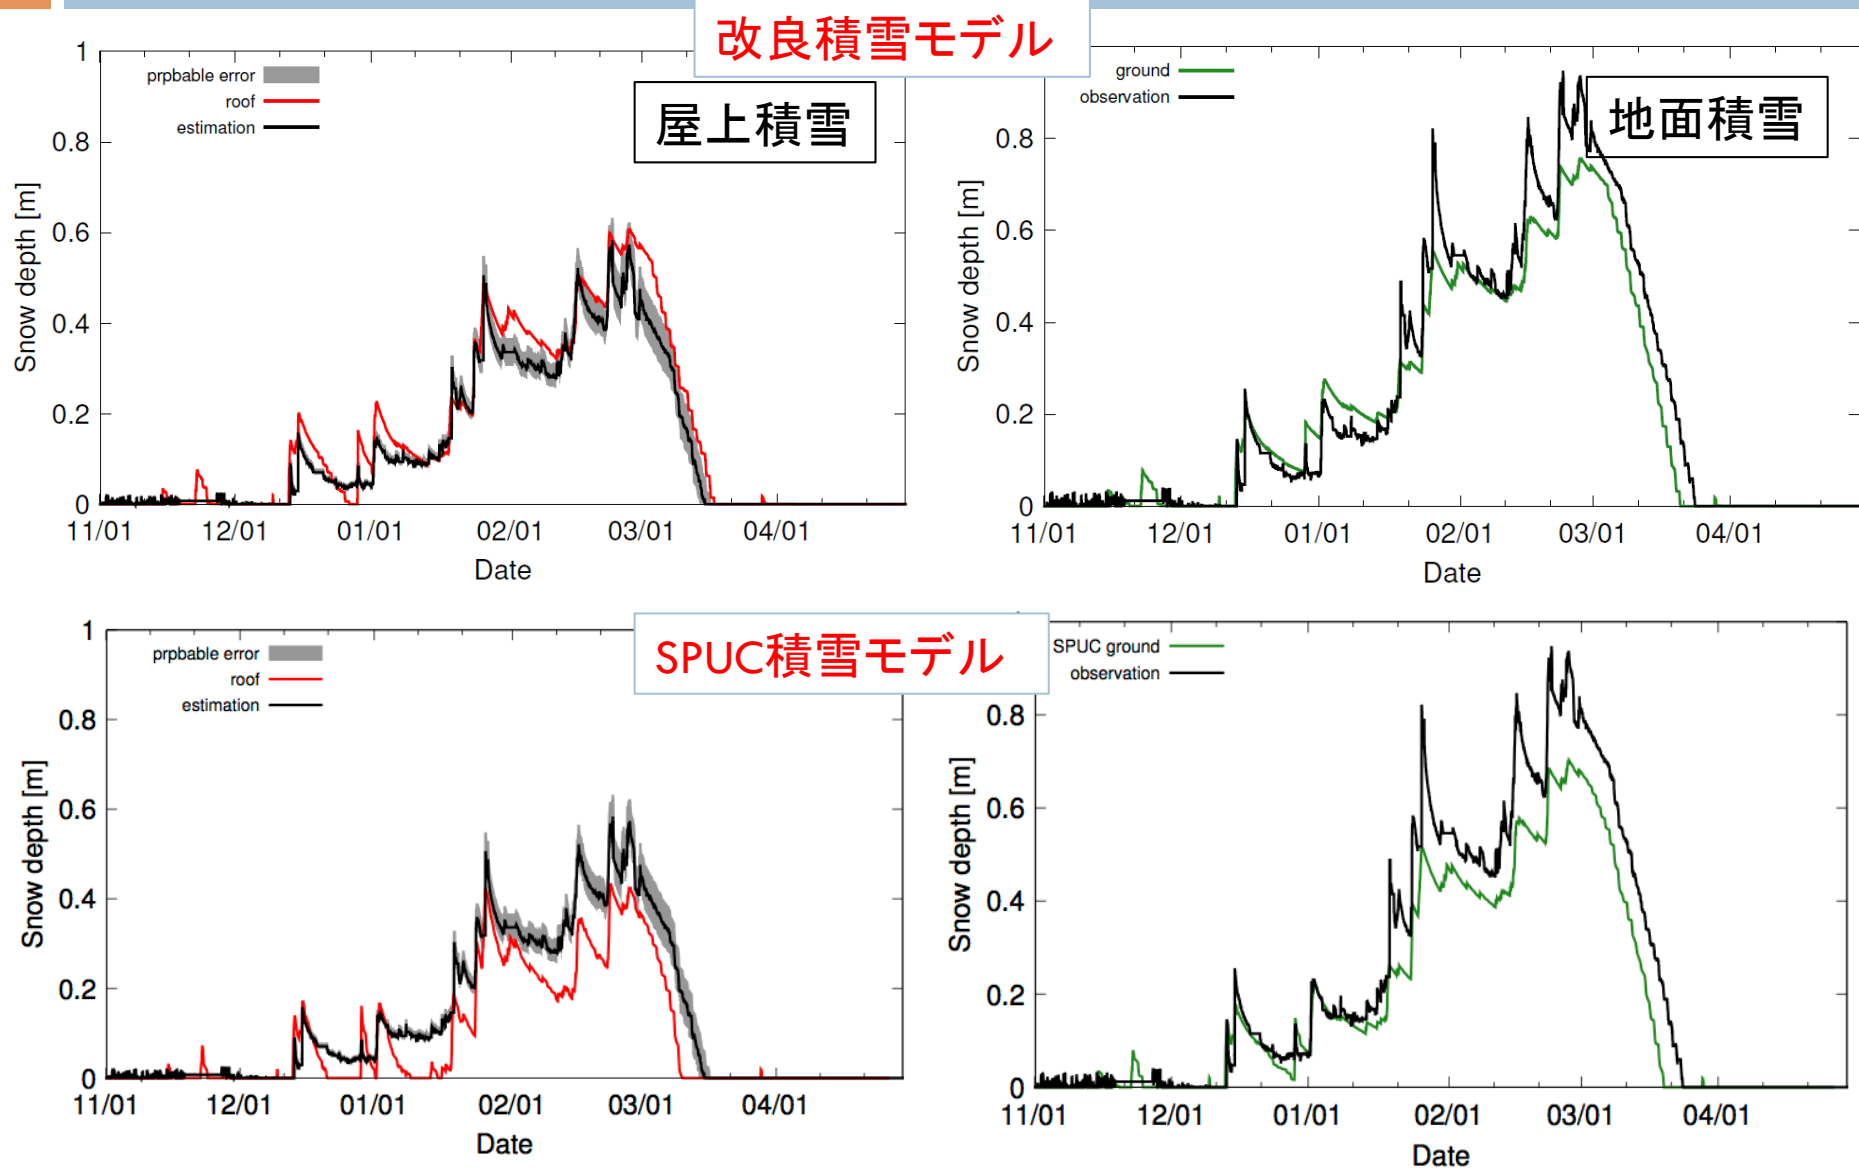 改良積雪モデル
prpbable error
roof
estimation
屋上積雪
1
0.8
0.6
0.4
0.2
0
Snow depth [m]
11/01 12/01 01/01 02/01 03/01 04/01
Date
ground
observation
地面積雪
0.8
0.6
0.4
0.2
0
Snow depth [m]
11/01 12/01 01/01 02/01 03/01 04/01
Date
SPUC積雪モデル
prpbable error
roof
estimation
1
0.8
0.6
0.4
0.2
0
Snow depth [m]
11/01 12/01 01/01 02/01 03/01 04/01
Date
SPUC ground
observation
0.8
0.6
0.4
0.2
0
Snow depth [m]
11/01 12/01 01/01 02/01 03/01 04/01
Date